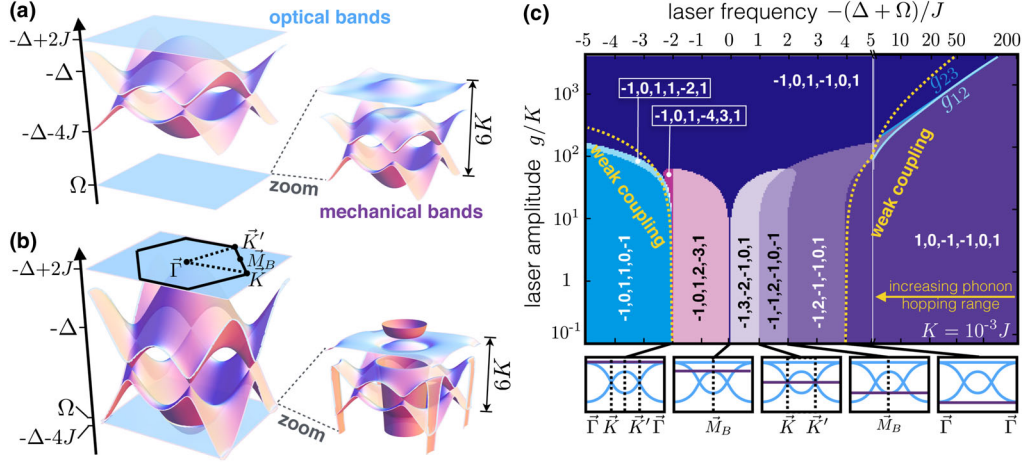 (a)
optical bands
-Δ+2J
-Δ
-Δ-4J
Ω
zoom
6K
mechanical bands
(b)
-Δ+2J
-Δ
Ω
-Δ-4J
Γ⃗
K⃗'
M⃗_B
K⃗
zoom
6K
(c)
laser frequency -(Δ + Ω)/J
-5 -4 -3 -2 -1 0 1 2 3 4 5 10 20 50 200
laser amplitude g/K
10³
10²
10¹
1
10⁻¹
-1,0,1,1,-2,1
-1,0,1,-4,3,1
-1,0,1,-1,0,1
g₂₃
g₁₂
weak coupling
weak coupling
-1,0,1,1,0,-1
-1,0,1,2,-3,1
-1,3,-2,-1,0,1
-1,-1,2,-1,0,1
-1,2,-1,-1,0,1
1,0,-1,-1,0,1
increasing phonon
hopping range
K = 10⁻³J
Γ⃗ K⃗ K⃗' Γ⃗
M⃗_B
K⃗ K⃗'
M⃗_B
Γ⃗ Γ⃗